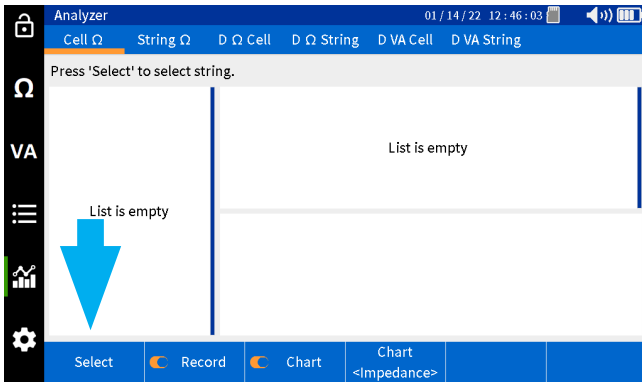 Analyzer 01/14/22 12:46:03
Cell Ω String Ω D Ω Cell D Ω String D VA Cell D VA String
Press 'Select' to select string.
Ω
List is empty
VA
List is empty
Select Record Chart Chart
<Impedance>